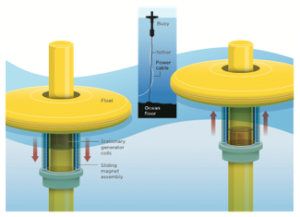 Buoy
Tether
Power
cable
Ocean
floor
Float
Stationary
generator
coils
Sliding
magnet
assembly